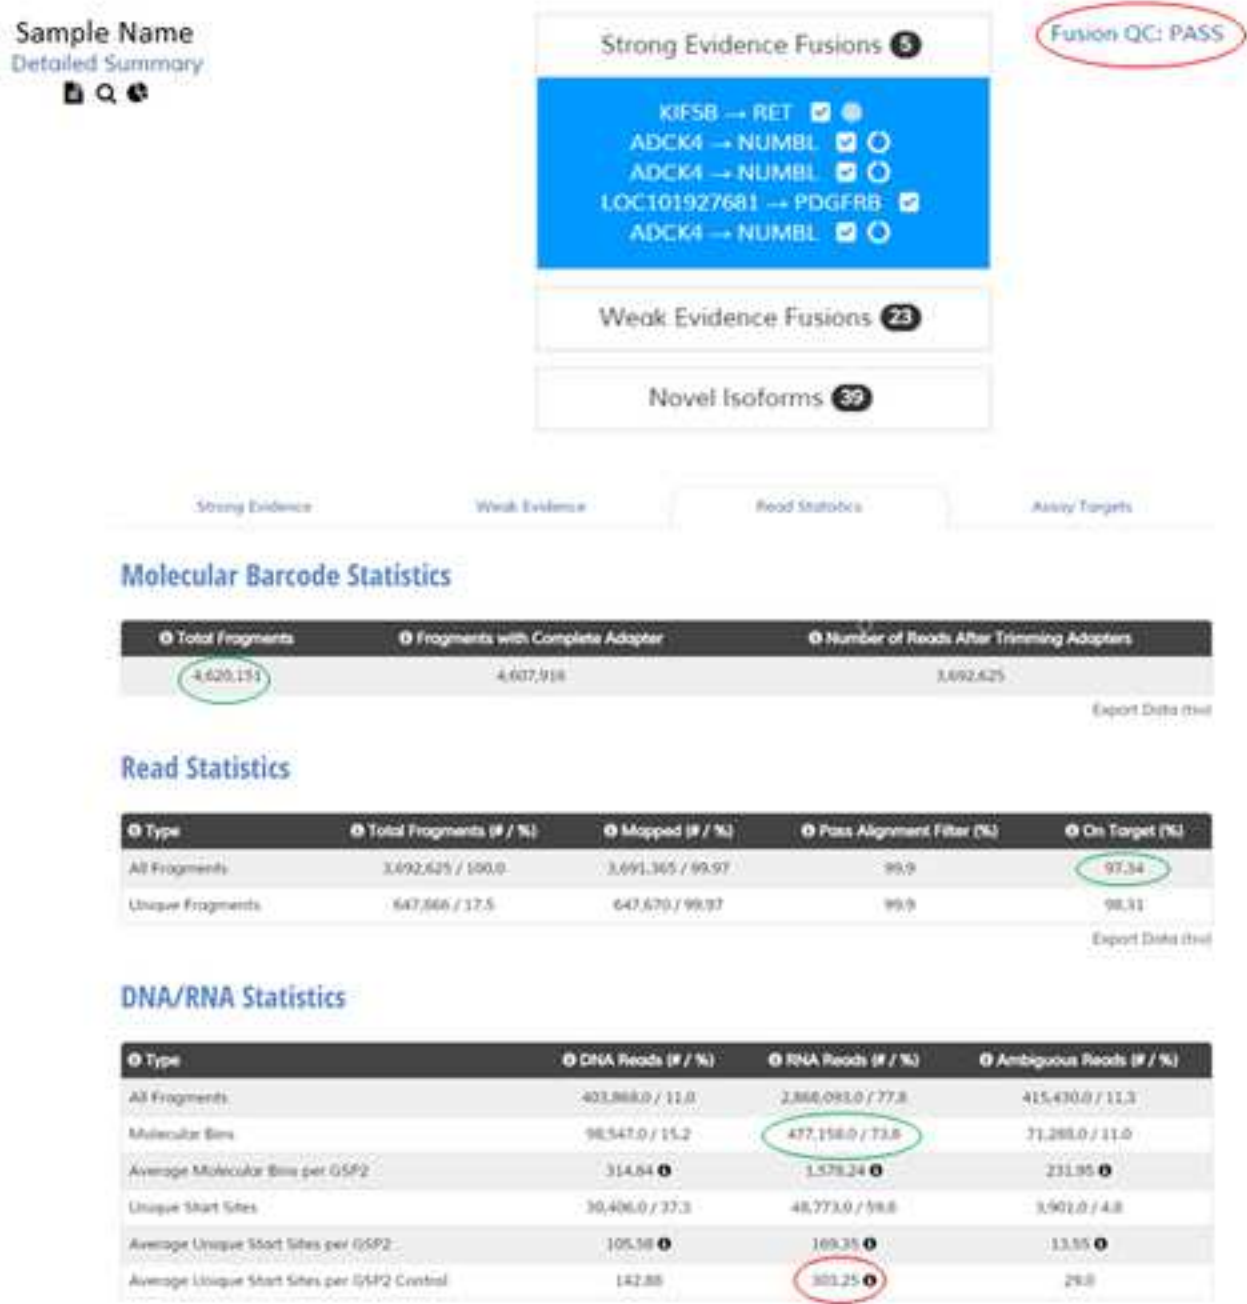 Sample Name
Detailed Summary
Strong Evidence Fusions 5
Fusion QC: PASS
KIF5B → RET
ADCK4 → NUMBL
ADCK4 → NUMBL
LOC101927681 → PDGFRB
ADCK4 → NUMBL
Weak Evidence Fusions 23
Novel Isoforms 39
Strong Evidence
Weak Evidence
Read Statistics
Assay Targets
Molecular Barcode Statistics
Total Fragments Fragments with Complete Adapter Number of Reads After Trimming Adapters
4,620,151 4,607,916 3,692,625
Export Data (tsv)
Read Statistics
Type Total Fragments (# / %) Mapped (# / %) Pass Alignment Filter (%) On Target (%)
All Fragments 3,692,625 / 100.0 3,691,365 / 99.97 99.9 97.34
Unique Fragments 647,866 / 17.5 647,670 / 99.97 99.9 98.31
Export Data (tsv)
DNA/RNA Statistics
Type DNA Reads (# / %) RNA Reads (# / %) Ambiguous Reads (# / %)
All Fragments 403,868.0 / 11.0 2,868,093.0 / 77.8 415,430.0 / 11.3
Molecular Bins 98,547.0 / 15.2 477,158.0 / 73.8 71,288.0 / 11.0
Average Molecular Bins per GSP2 314.84 1,578.24 231.95
Unique Start Sites 30,406.0 / 37.3 48,773.0 / 59.8 3,901.0 / 4.8
Average Unique Start Sites per GSP2 105.58 169.35 13.55
Average Unique Start Sites per GSP2 Control 142.88 303.25 29.0